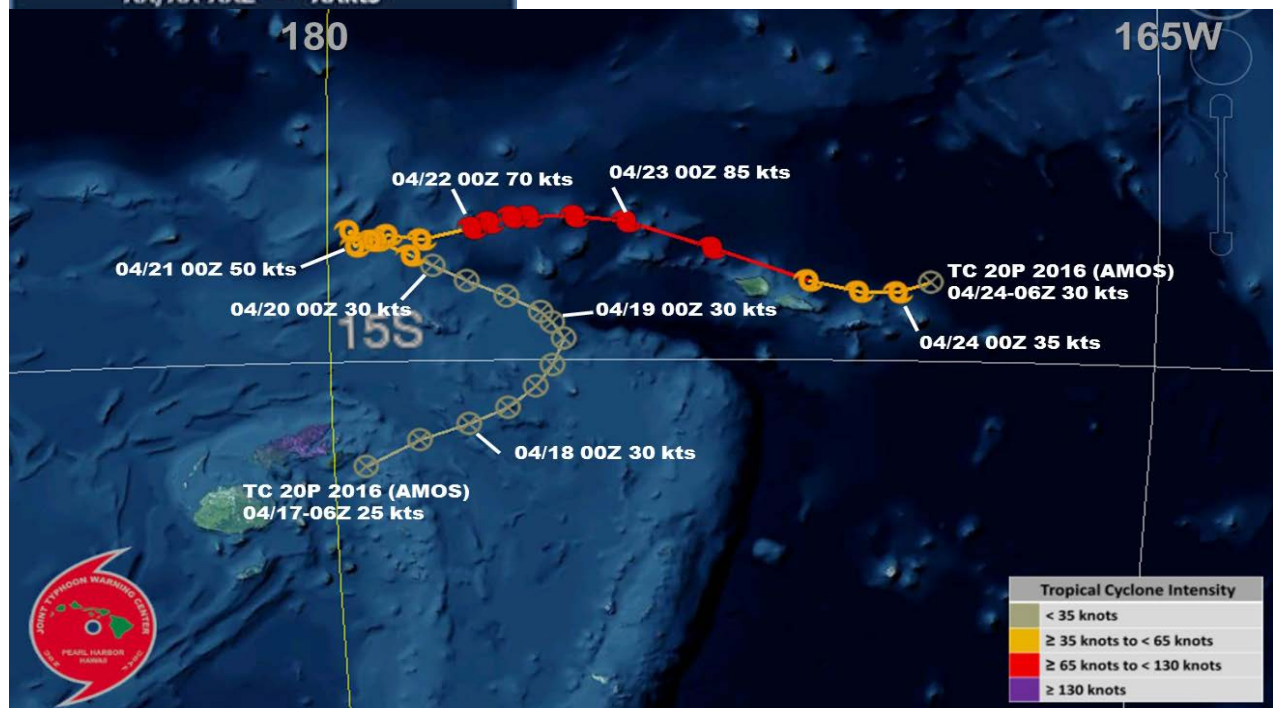 180
165W
04/22 00Z 70 kts
04/23 00Z 85 kts
04/21 00Z 50 kts
04/20 00Z 30 kts
04/19 00Z 30 kts
TC 20P 2016 (AMOS)
04/24-06Z 30 kts
15S
04/24 00Z 35 kts
04/18 00Z 30 kts
TC 20P 2016 (AMOS)
04/17-06Z 25 kts
JOINT TYPHOON WARNING CENTER
PEARL HARBOR
HAWAII
Tropical Cyclone Intensity
< 35 knots
≥ 35 knots to < 65 knots
≥ 65 knots to < 130 knots
≥ 130 knots